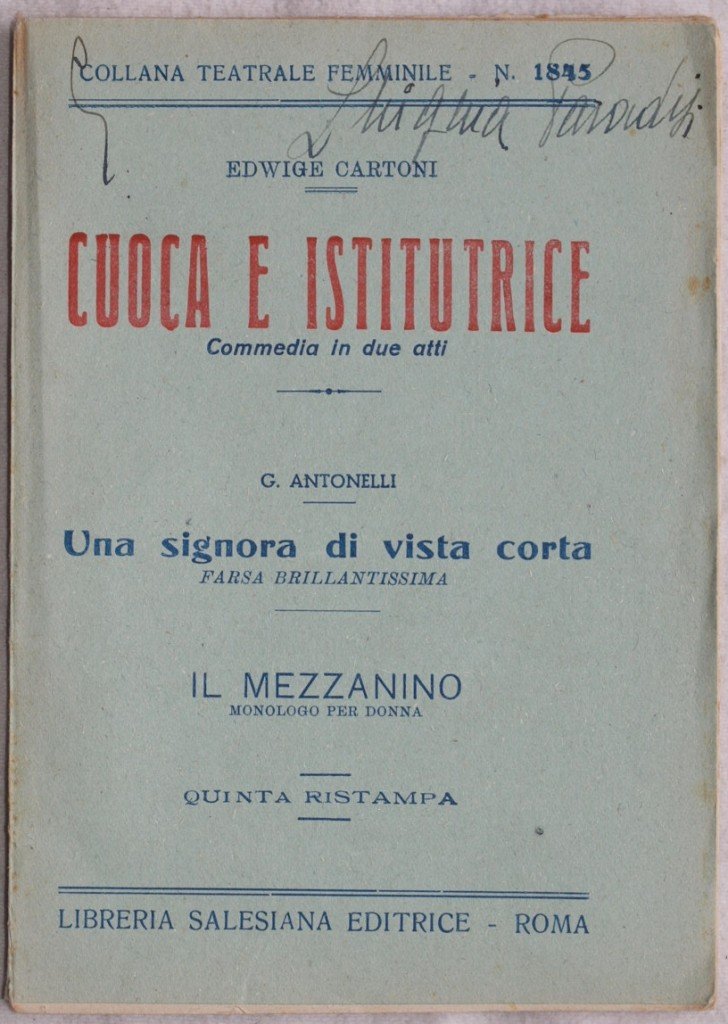 COLLANA TEATRALE FEMMINILE - N. 1845
EDWIGE CARTONI
CUOCA E ISTITUTRICE
Commedia in due atti
G. ANTONELLI
Una signora di vista corta
FARSA BRILLANTISSIMA
IL MEZZANINO
MONOLOGO PER DONNA
QUINTA RISTAMPA
LIBRERIA SALESIANA EDITRICE - ROMA